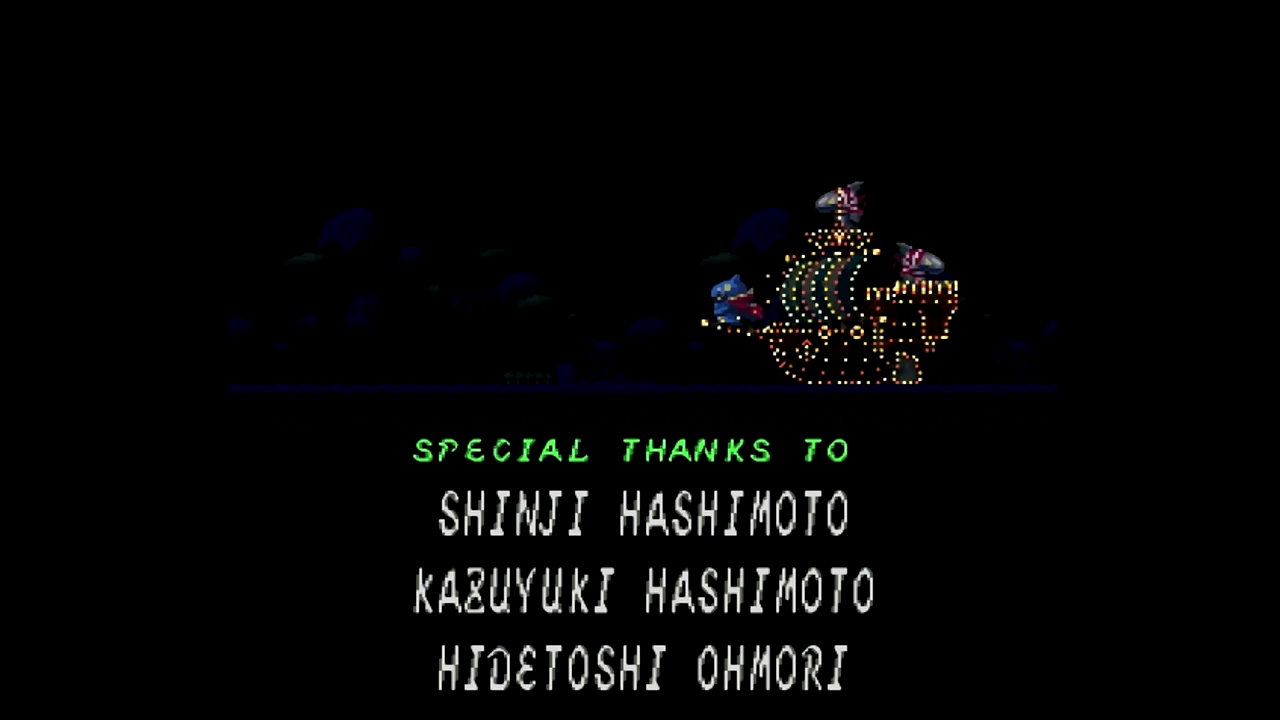 SPECIAL THANKS TO
SHINJI HASHIMOTO
KAZUYUKI HASHIMOTO
HIDETOSHI OHMORI